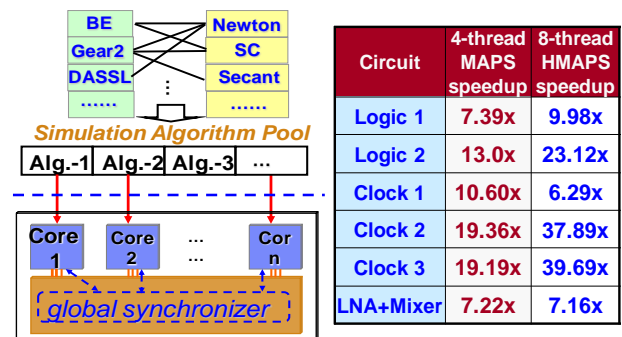 BE
Gear2
DASSL
......
Newton
SC
Secant
......
...
Simulation Algorithm Pool
Alg.-1 Alg.-2 Alg.-3 ...
Core 
1
Core
2
...
...
Cor
n
global synchronizer
Circuit 4-thread MAPS speedup 8-thread HMAPS speedup
Logic 1 7.39x 9.98x
Logic 2 13.0x 23.12x
Clock 1 10.60x 6.29x
Clock 2 19.36x 37.89x
Clock 3 19.19x 39.69x
LNA+Mixer 7.22x 7.16x